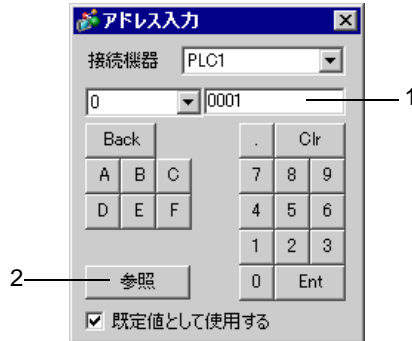 アドレス入力
接続機器 PLC1
0 0001 1
Back . Clr
A B C 7 8 9
D E F 4 5 6
1 2 3
2 参照 0 Ent
既定値として使用する